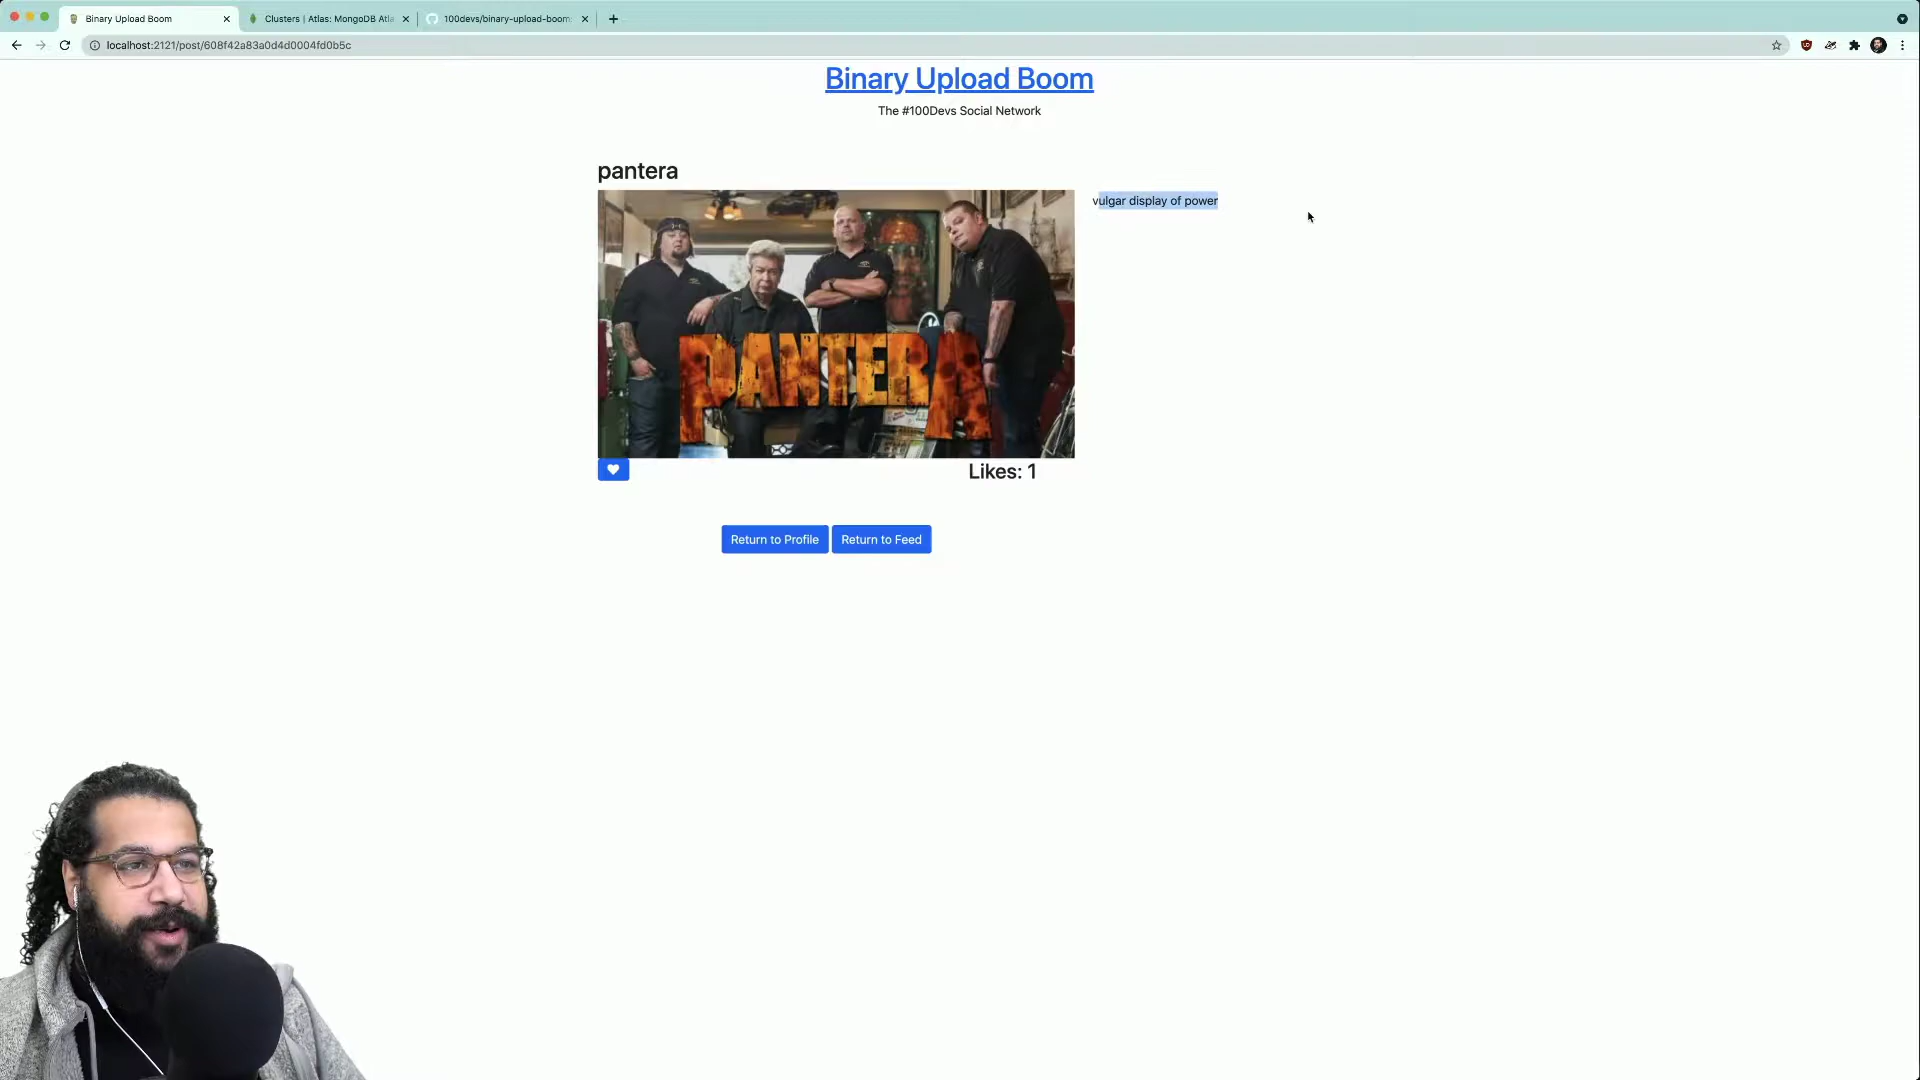 Binary Upload Boom
Clusters | Atlas: MongoDB Atla
100devs/binary-upload-boom:
localhost:2121/post/608f42a83a0d4d0004fd0b5c
Binary Upload Boom
The #100Devs Social Network
pantera
vulgar display of power
PANTERA
Likes: 1
Return to Profile
Return to Feed